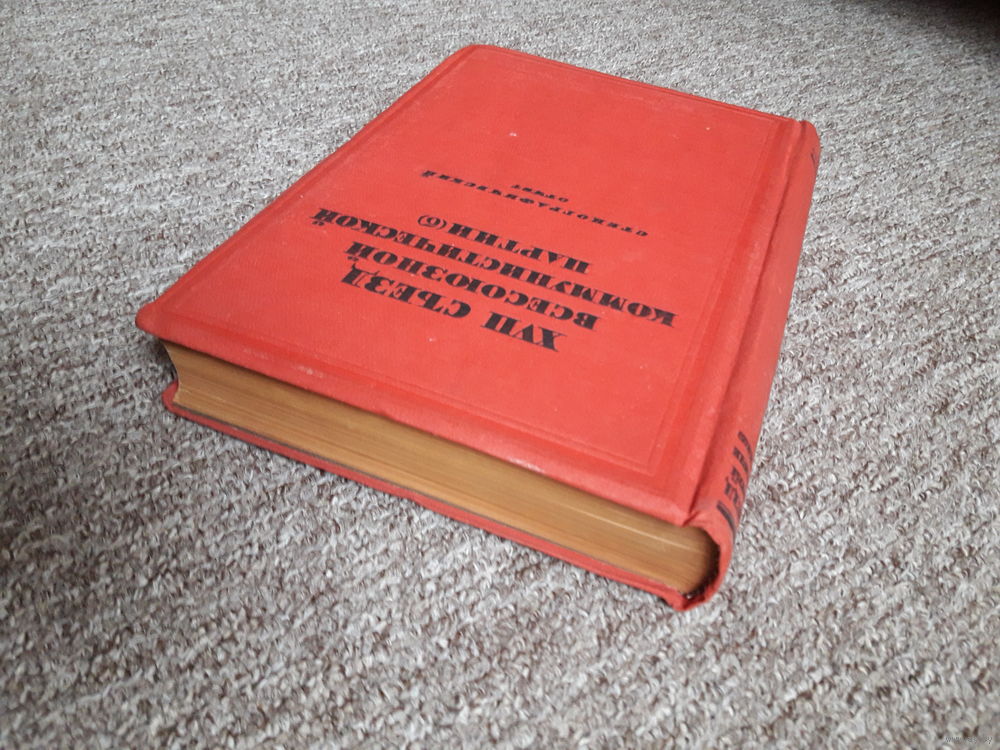 XVII СЪЕЗД
ВСЕСОЮЗНОЙ
КОММУНИСТИЧЕСКОЙ
ПАРТИИ(б)
СТЕНОГРАФИЧЕСКИЙ
ОТЧЕТ